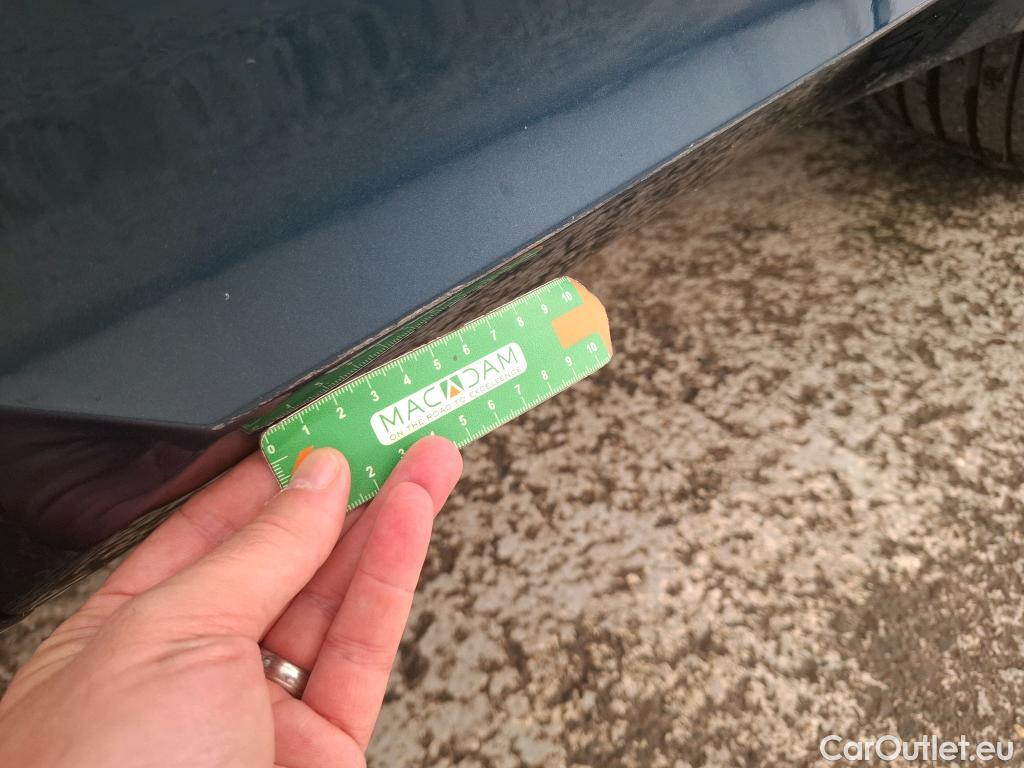 0 1 2 3 4 5 6 7 8 9 10
MACADAM
ON THE ROAD TO EXCELLENCE
2 3 4 5 6 7 8 9 10
CarOutlet.eu